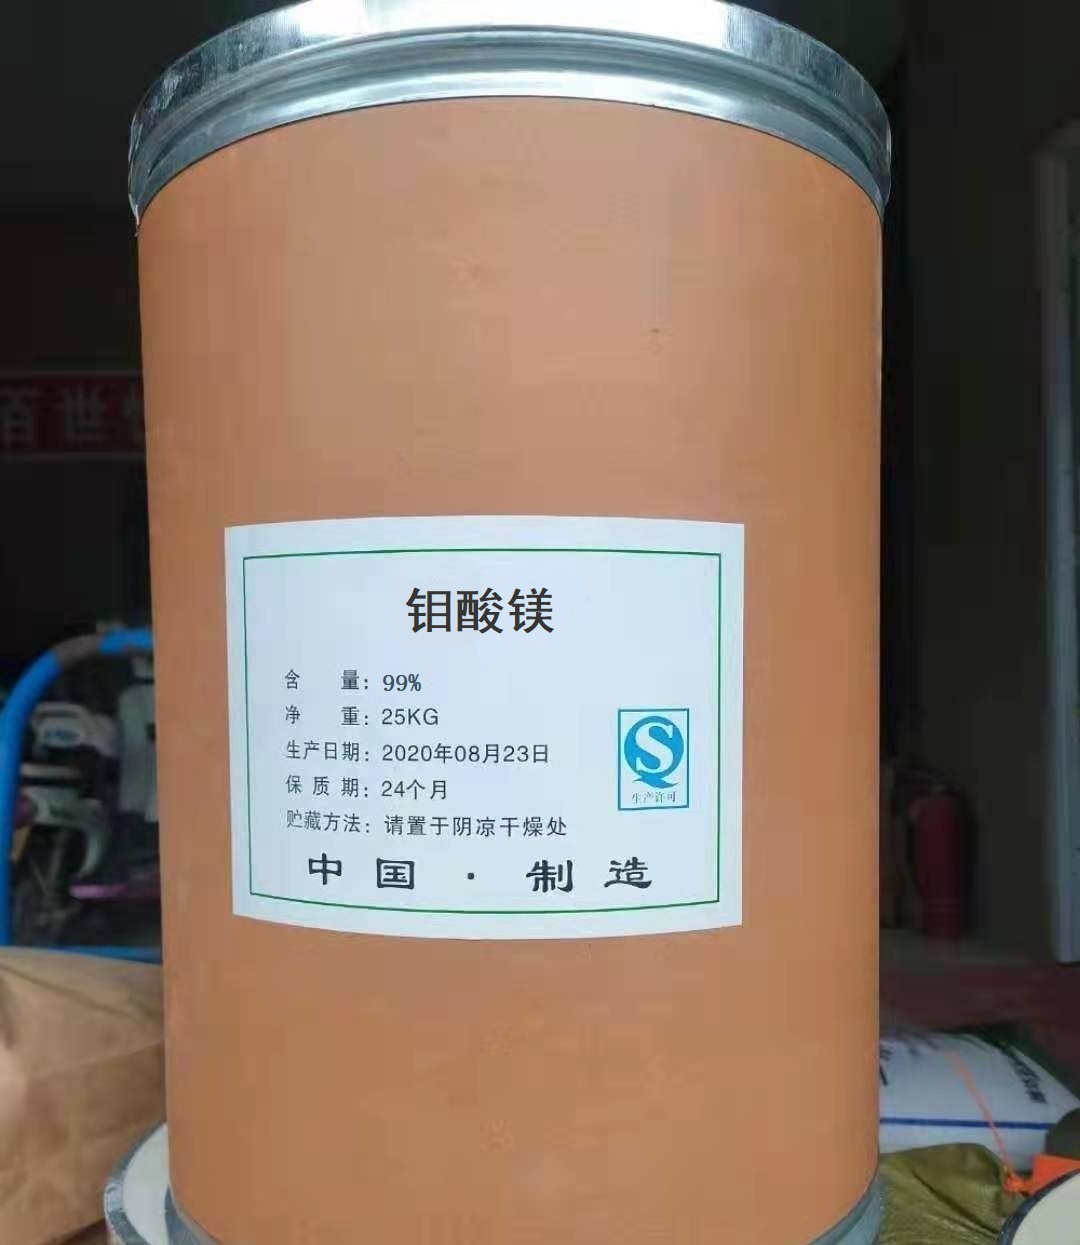 百世
钼酸镁
含 量：99%
净 重：25KG
生产日期：2020年08月23日
保 质 期：24个月
贮藏方法：请置于阴凉干燥处
生产许可
中 国 · 制 造